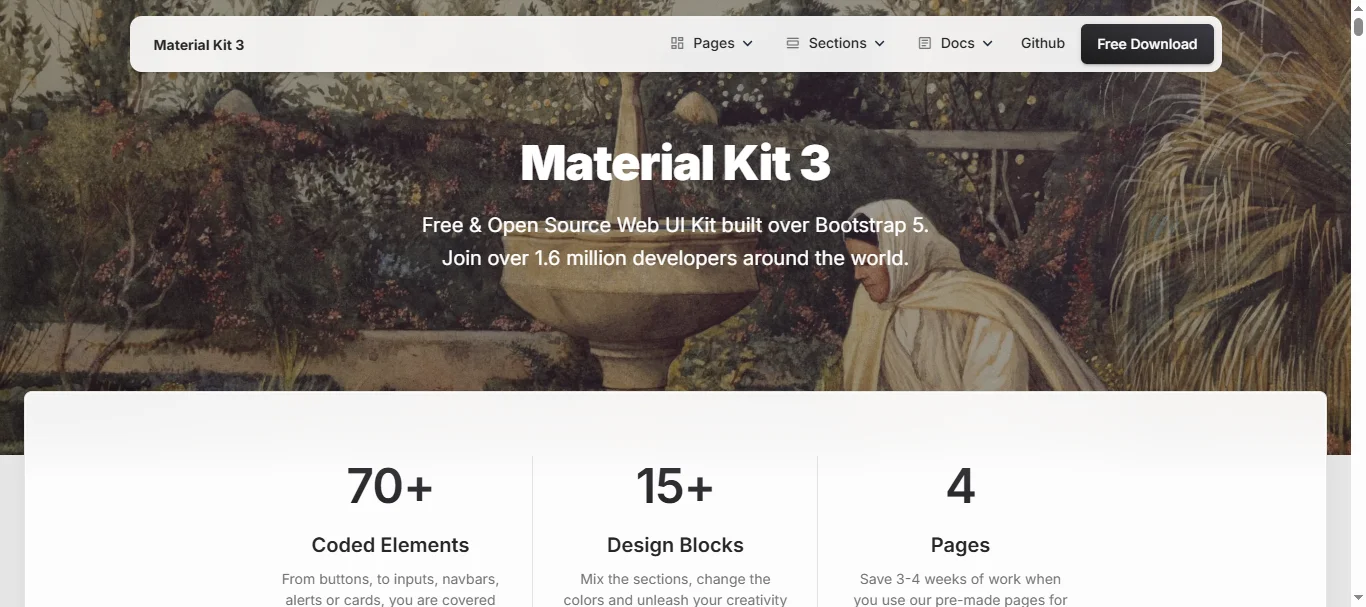 Material Kit 3
Pages
Sections
Docs
Github
Free Download
Material Kit 3
Free & Open Source Web UI Kit built over Bootstrap 5.
Join over 1.6 million developers around the world.
70+
Coded Elements
From buttons, to inputs, navbars,
alerts or cards, you are covered
15+
Design Blocks
Mix the sections, change the
colors and unleash your creativity
4
Pages
Save 3-4 weeks of work when
you use our pre-made pages for